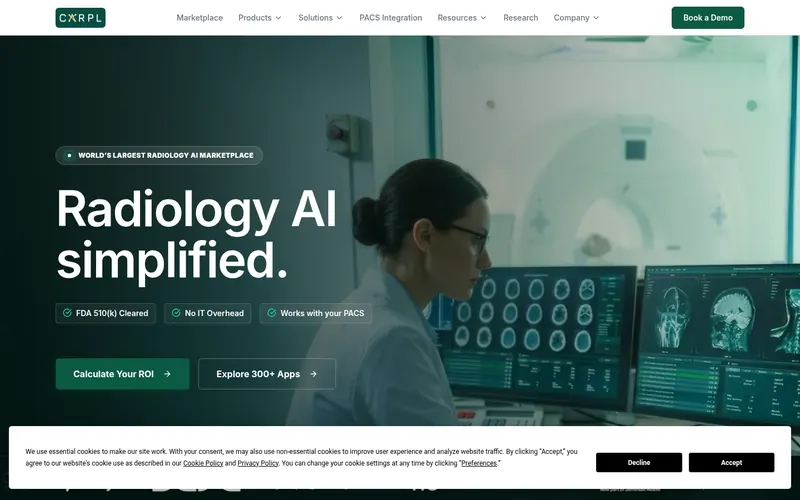 CARPL
Marketplace
Products
Solutions
PACS Integration
Resources
Research
Company
Book a Demo
WORLD'S LARGEST RADIOLOGY AI MARKETPLACE
Radiology AI
simplified.
FDA 510(k) Cleared
No IT Overhead
Works with your PACS
Calculate Your ROI
Explore 300+ Apps
We use essential cookies to make our site work. With your consent, we may also use non-essential cookies to improve user experience and analyze website traffic. By clicking "Accept," you
agree to our website's cookie use as described in our Cookie Policy and Privacy Policy. You can change your cookie settings at any time by clicking "Preferences."
Decline
Accept